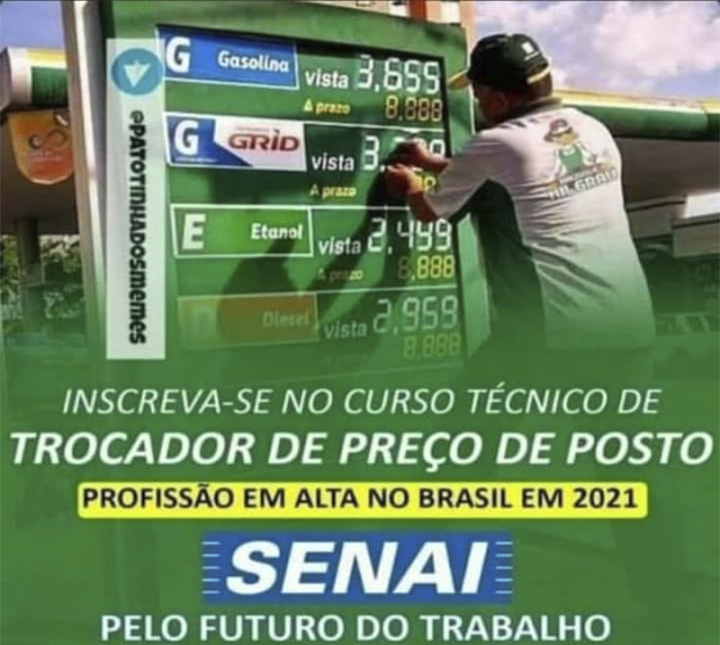 G Gasolina vista 3,655
A prazo 8.888
G GRID vista 3,
A prazo
E Etanol vista 2,499
A prazo 8,888
Diesel vista 2,959
8.888
@PATOTINHADOSMEMES
INSCREVA-SE NO CURSO TÉCNICO DE
TROCADOR DE PREÇO DE POSTO
PROFISSÃO EM ALTA NO BRASIL EM 2021
SENAI
PELO FUTURO DO TRABALHO